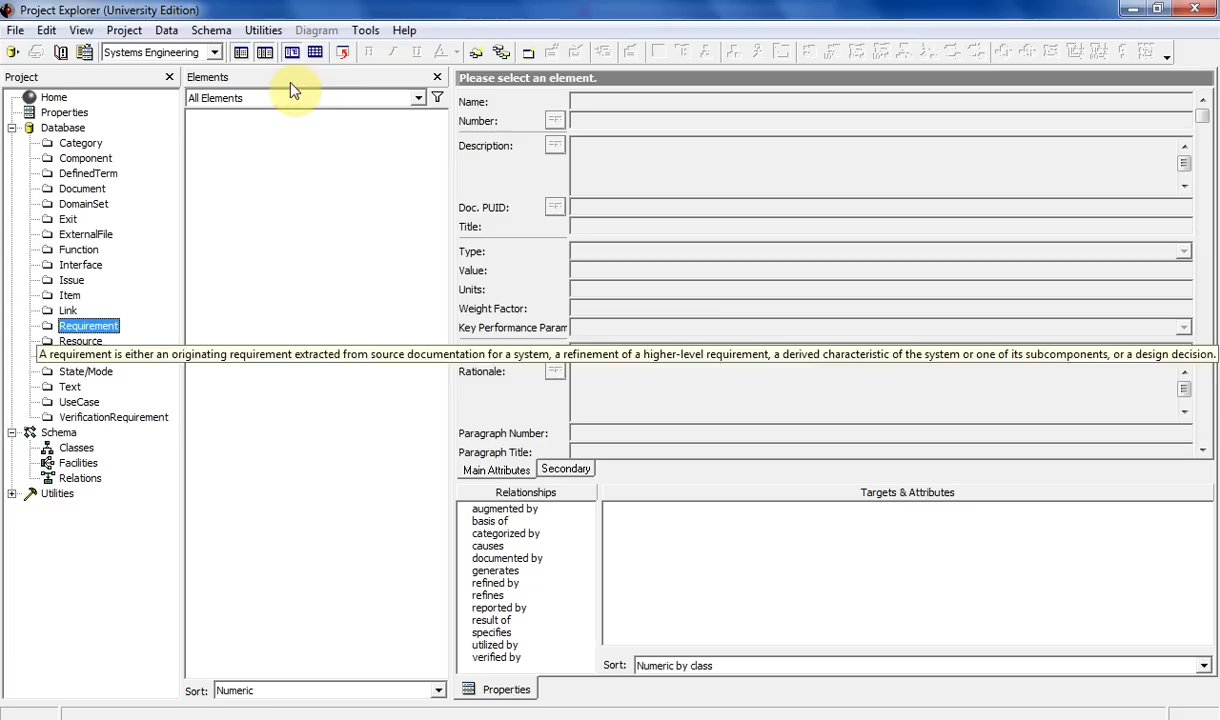 Project Explorer (University Edition)
File Edit View Project Data Schema Utilities Diagram Tools Help
Systems Engineering
B I U A
Project
Home
Properties
Database
Category
Component
DefinedTerm
Document
DomainSet
Exit
ExternalFile
Function
Interface
Issue
Item
Link
Requirement
Resource
A requirement is either an originating requirement extracted from source documentation for a system, a refinement of a higher-level requirement, a derived characteristic of the system or one of its subcomponents, or a design decision.
State/Mode
Text
UseCase
VerificationRequirement
Schema
Classes
Facilities
Relations
Utilities
Elements
All Elements
Sort: Numeric
Please select an element.
Name:
Number:
Description:
Doc. PUID:
Title:
Type:
Value:
Units:
Weight Factor:
Key Performance Param
Rationale:
Paragraph Number:
Paragraph Title:
Main Attributes Secondary
Relationships
augmented by
basis of
categorized by
causes
documented by
generates
refined by
refines
reported by
result of
specifies
utilized by
verified by
Targets & Attributes
Sort: Numeric by class
Properties